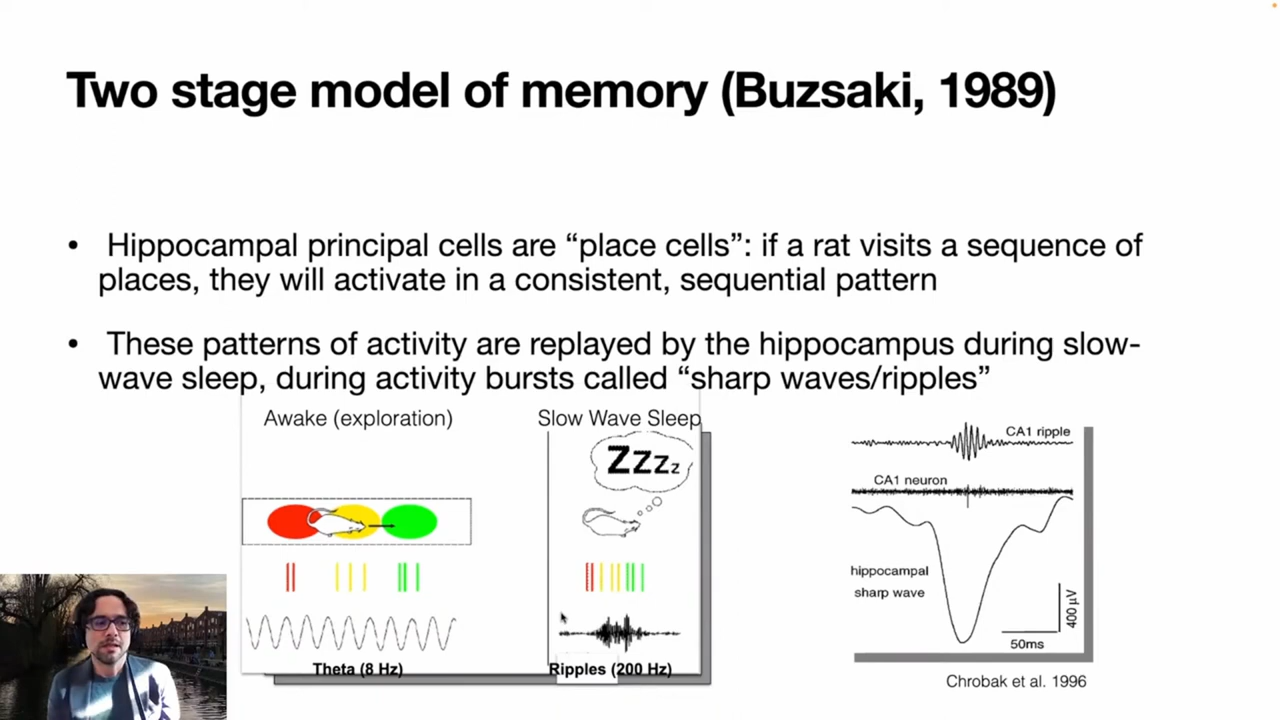 Two stage model of memory (Buzsaki, 1989)
• Hippocampal principal cells are “place cells”: if a rat visits a sequence of
places, they will activate in a consistent, sequential pattern
• These patterns of activity are replayed by the hippocampus during slow-
wave sleep, during activity bursts called “sharp waves/ripples”
Awake (exploration)
Slow Wave Sleep
Zzzz
Theta (8 Hz)
Ripples (200 Hz)
CA1 ripple
CA1 neuron
hippocampal
sharp wave
400 µV
50ms
Chrobak et al. 1996